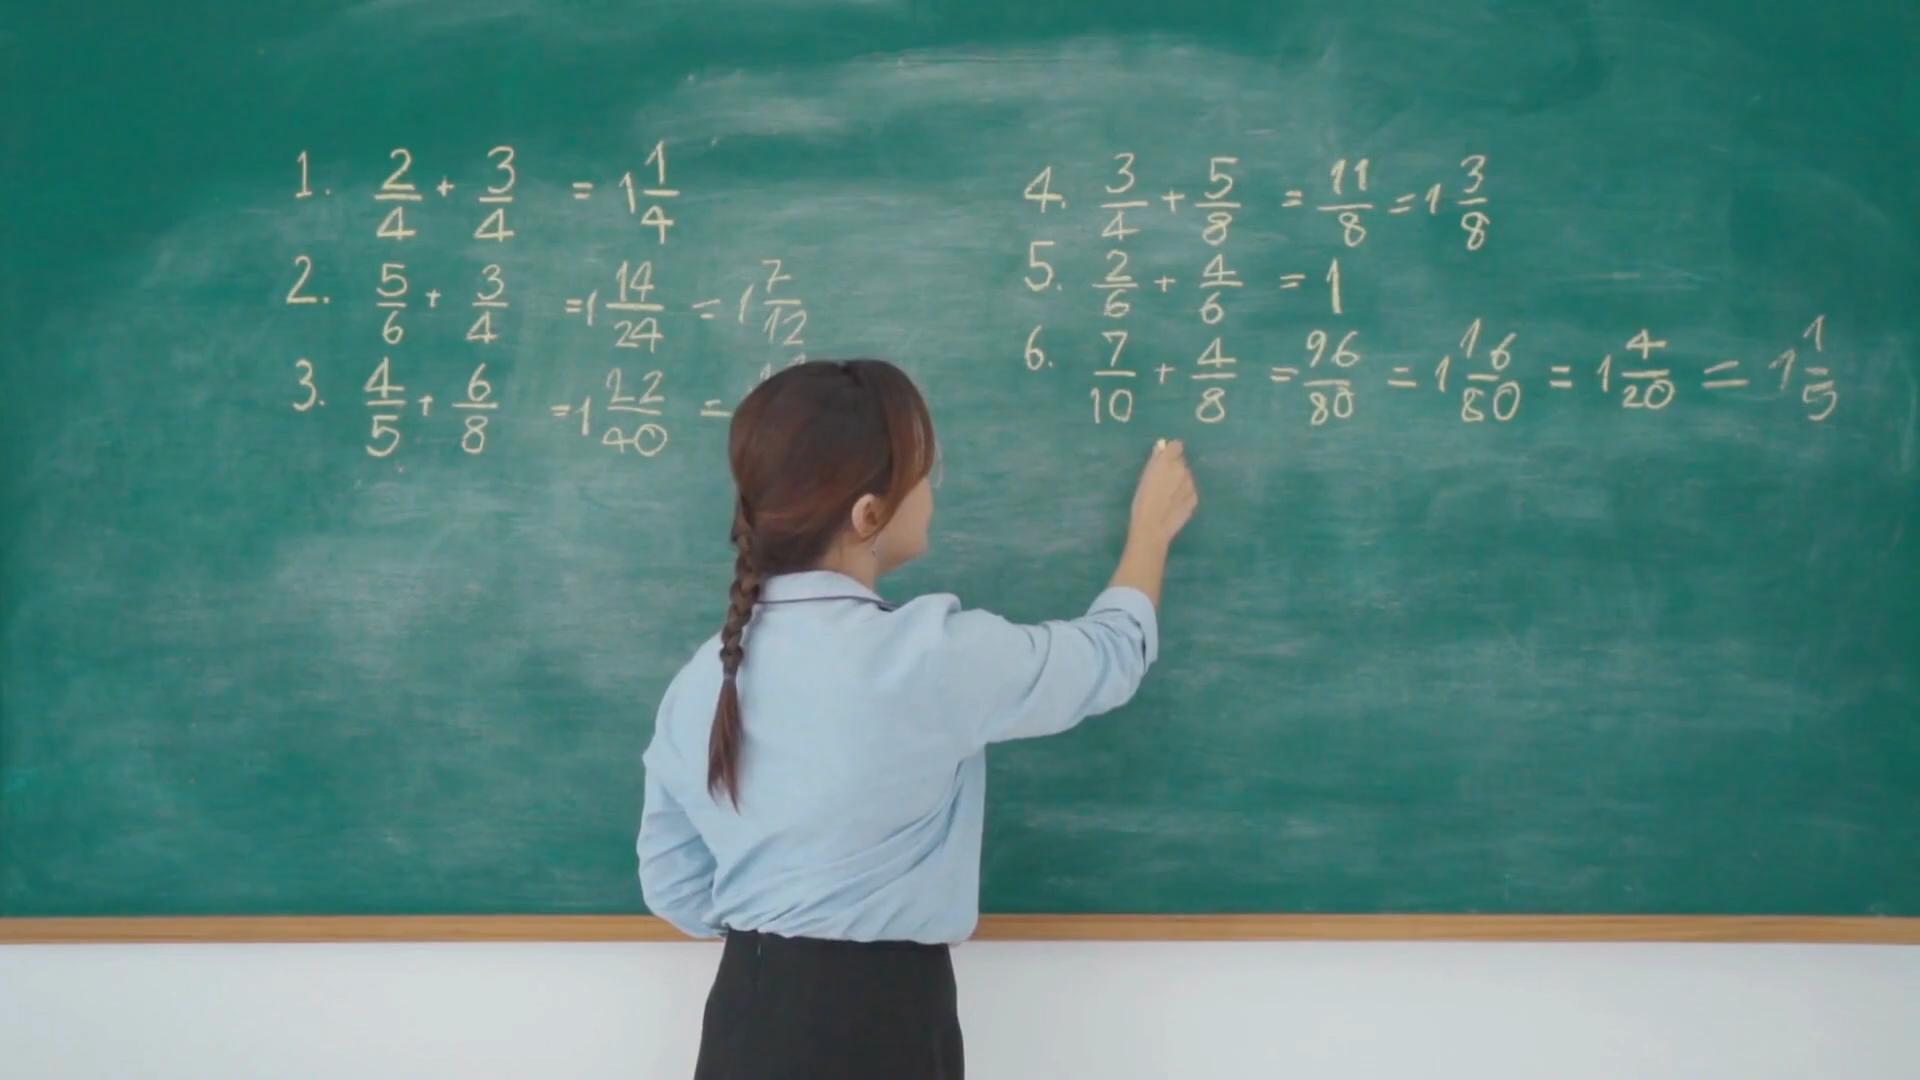 1. 2/4 + 3/4 = 1 1/4
2. 5/6 + 3/4 = 1 14/24 = 1 7/12
3. 4/5 + 6/8 = 1 22/40 =
4. 3/4 + 5/8 = 11/8 = 1 3/8
5. 2/6 + 4/6 = 1
6. 7/10 + 4/8 = 96/80 = 1 16/80 = 1 4/20 = 1 1/5